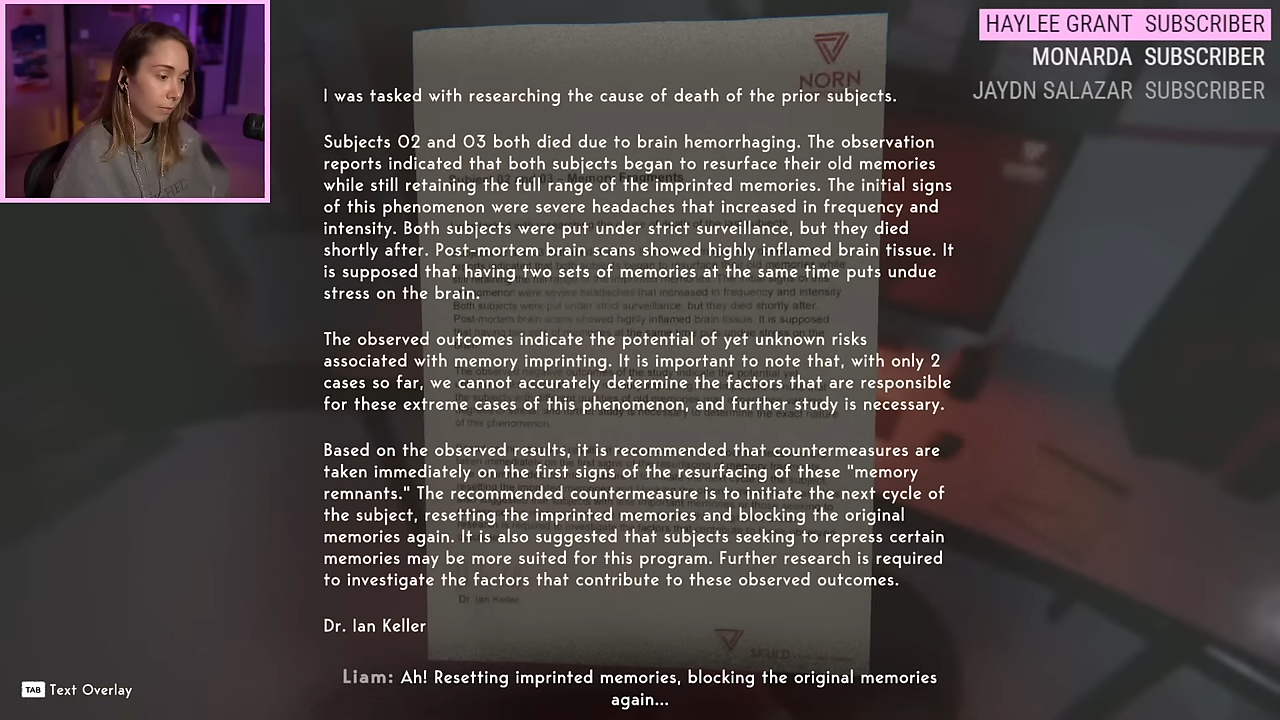 HAYLEE GRANT SUBSCRIBER
MONARDA SUBSCRIBER
JAYDN SALAZAR SUBSCRIBER
NORN
I was tasked with researching the cause of death of the prior subjects.
Subjects 02 and 03 both died due to brain hemorrhaging. The observation
reports indicated that both subjects began to resurface their old memories
while still retaining the full range of the imprinted memories. The initial signs
of this phenomenon were severe headaches that increased in frequency and
intensity. Both subjects were put under strict surveillance, but they died
shortly after. Post-mortem brain scans showed highly inflamed brain tissue. It
is supposed that having two sets of memories at the same time puts undue
stress on the brain.
The observed outcomes indicate the potential of yet unknown risks
associated with memory imprinting. It is important to note that, with only 2
cases so far, we cannot accurately determine the factors that are responsible
for these extreme cases of this phenomenon, and further study is necessary.
Based on the observed results, it is recommended that countermeasures are
taken immediately on the first signs of the resurfacing of these "memory
remnants." The recommended countermeasure is to initiate the next cycle of
the subject, resetting the imprinted memories and blocking the original
memories again. It is also suggested that subjects seeking to repress certain
memories may be more suited for this program. Further research is required
to investigate the factors that contribute to these observed outcomes.
Dr. Ian Keller
Dr. Ian Keller
SKULD
Liam: Ah! Resetting imprinted memories, blocking the original memories
again...
TAB Text Overlay